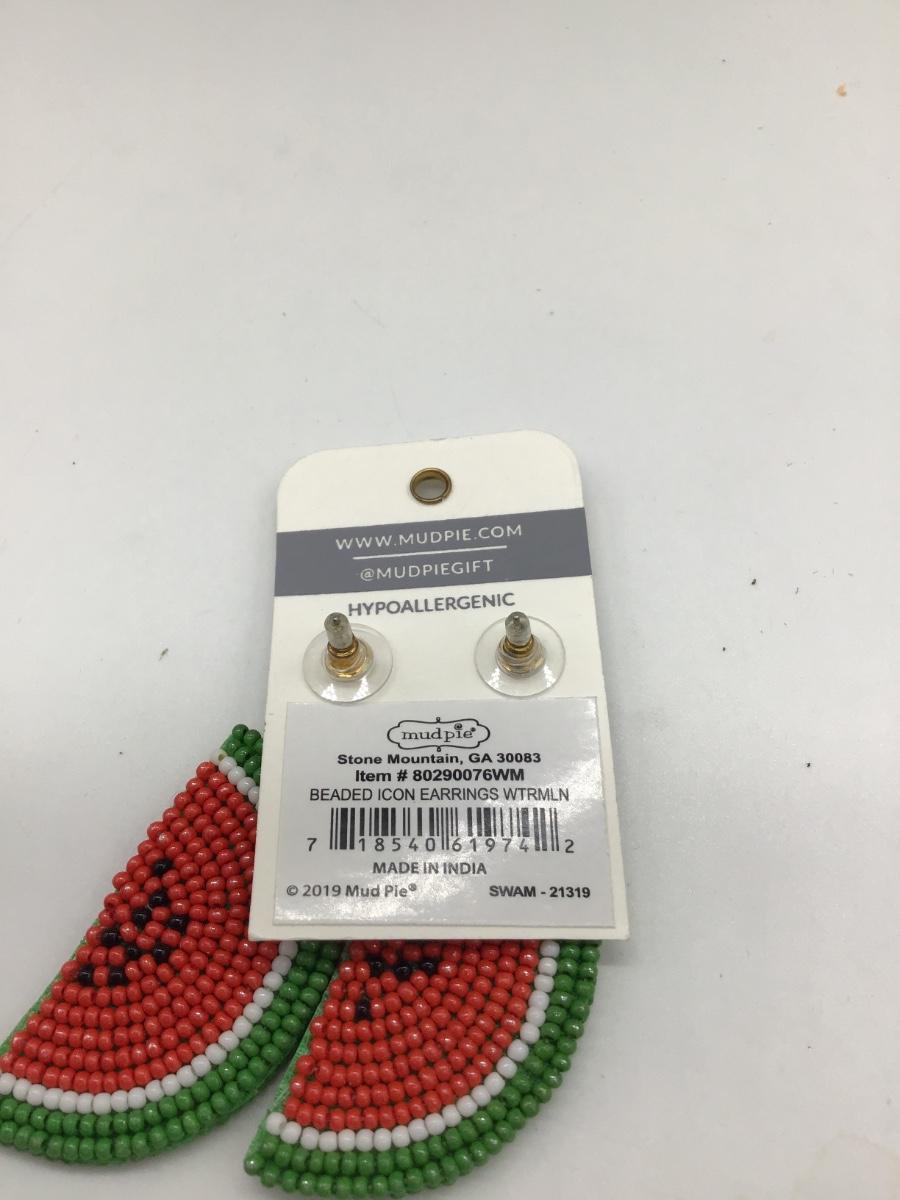 WWW.MUDPIE.COM
@MUDPIEGIFT
HYPOALLERGENIC
mudpie®
Stone Mountain, GA 30083
Item # 80290076WM
BEADED ICON EARRINGS WTRMLN
7 18540 61974 2
MADE IN INDIA
© 2019 Mud Pie® SWAM - 21319